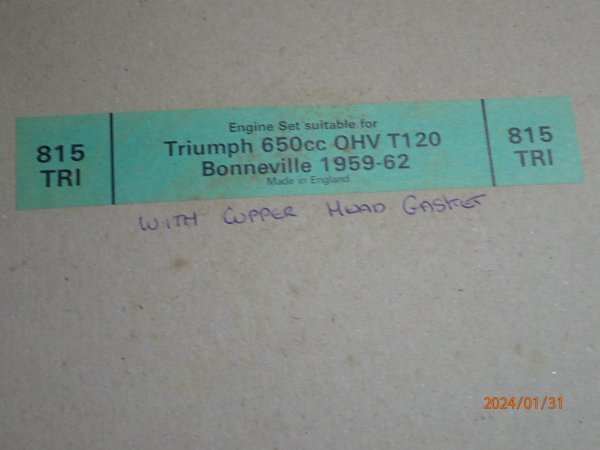 815
TRI
Engine Set suitable for
Triumph 650cc OHV T120
Bonneville 1959-62
Made in England
815
TRI
WITH COPPER HEAD GASKET
2024/01/31